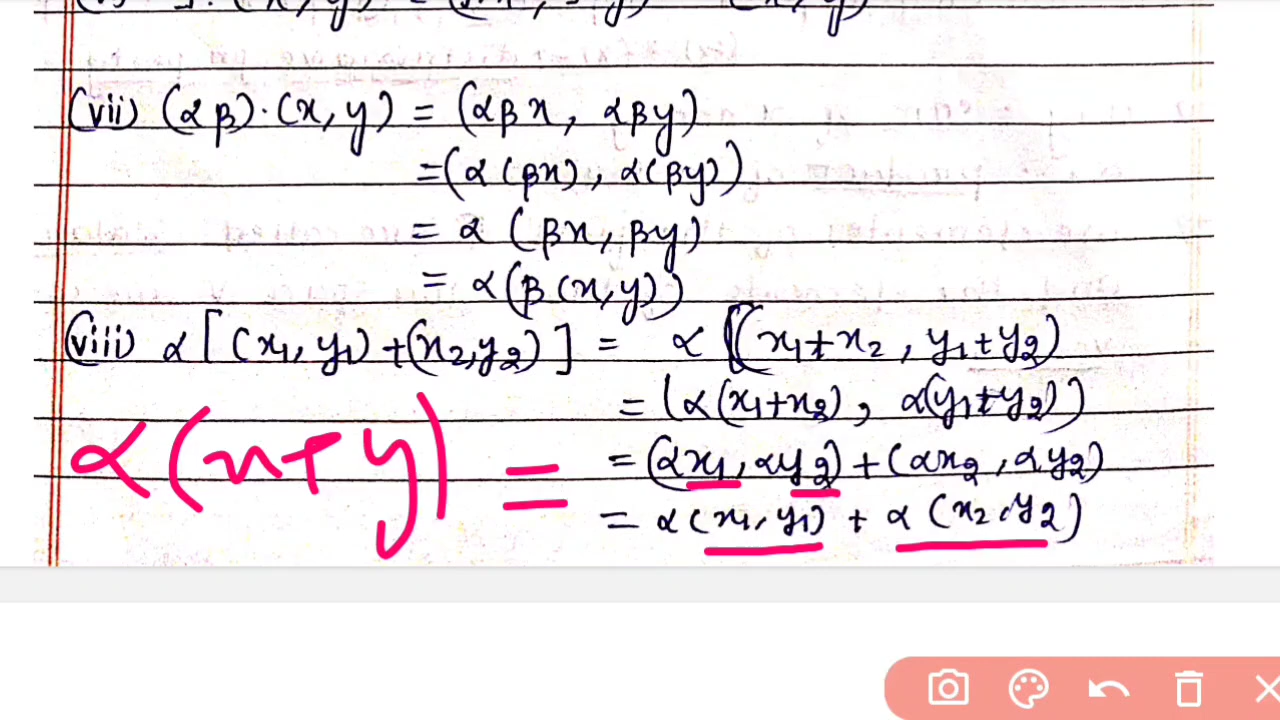 (vii) (αβ).(x,y) = (αβx, αβy)
=(α(βx), α(βy))
= α (βx, βy)
= α(β(x,y))
(viii) α[(x₁,y₁)+(x₂,y₂)] = α[(x₁+x₂, y₁+y₂)
= (α(x₁+x₂), α(y₁+y₂))
= (αx₁, αy₂)+(αx₂, αy₂)
= α(x₁,y₁) + α(x₂,y₂)
α(x+y) =